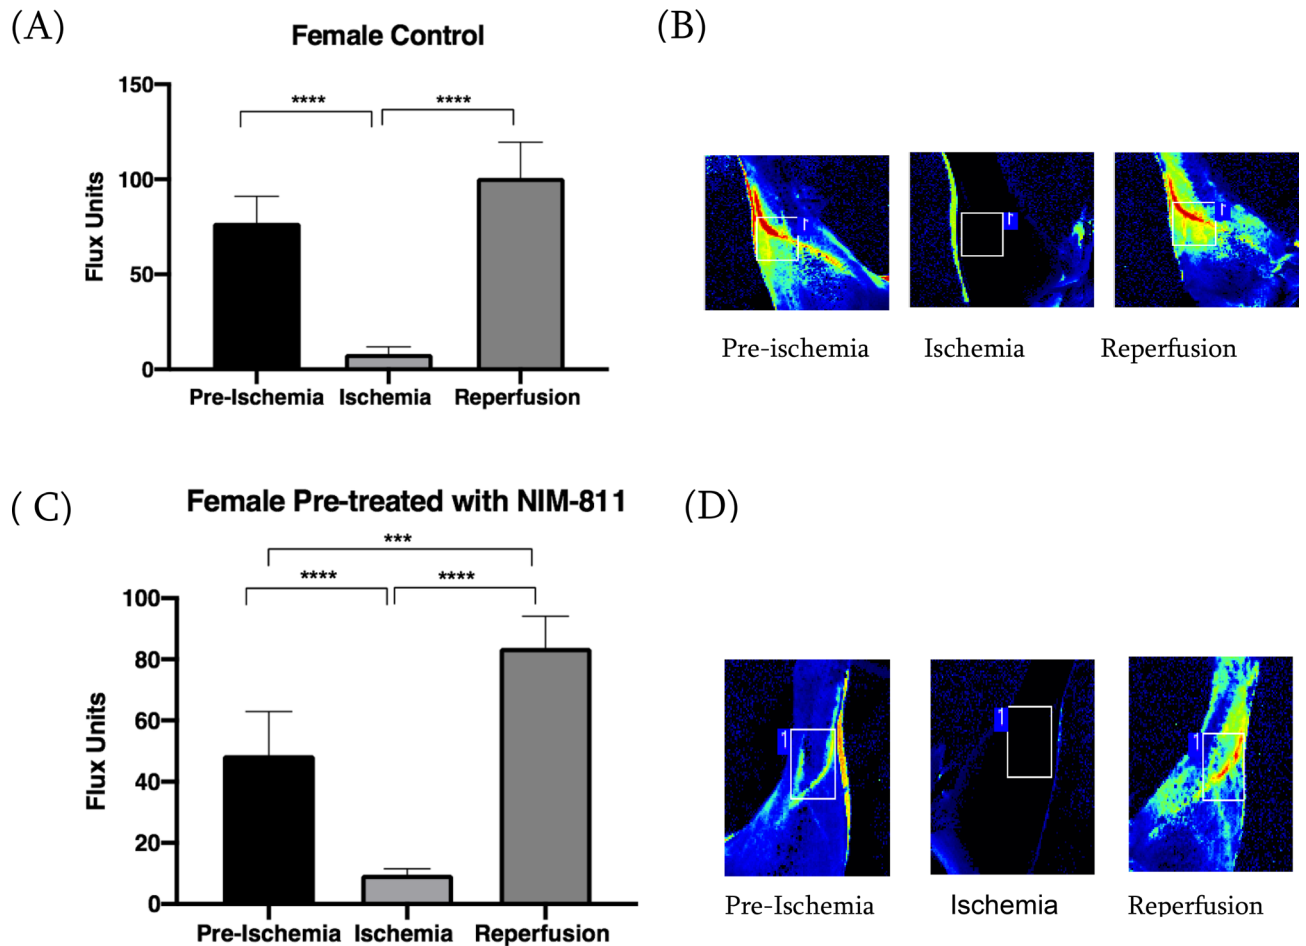 (A)
Female Control
150
100
50
0
Flux Units
****
****
Pre-Ischemia
Ischemia
Reperfusion
(B)
1
1
1
Pre-ischemia
Ischemia
Reperfusion
( C)
Female Pre-treated with NIM-811
***
****
****
100
80
60
40
20
0
Flux Units
Pre-Ischemia
Ischemia
Reperfusion
(D)
1
1
1
Pre-Ischemia
Ischemia
Reperfusion